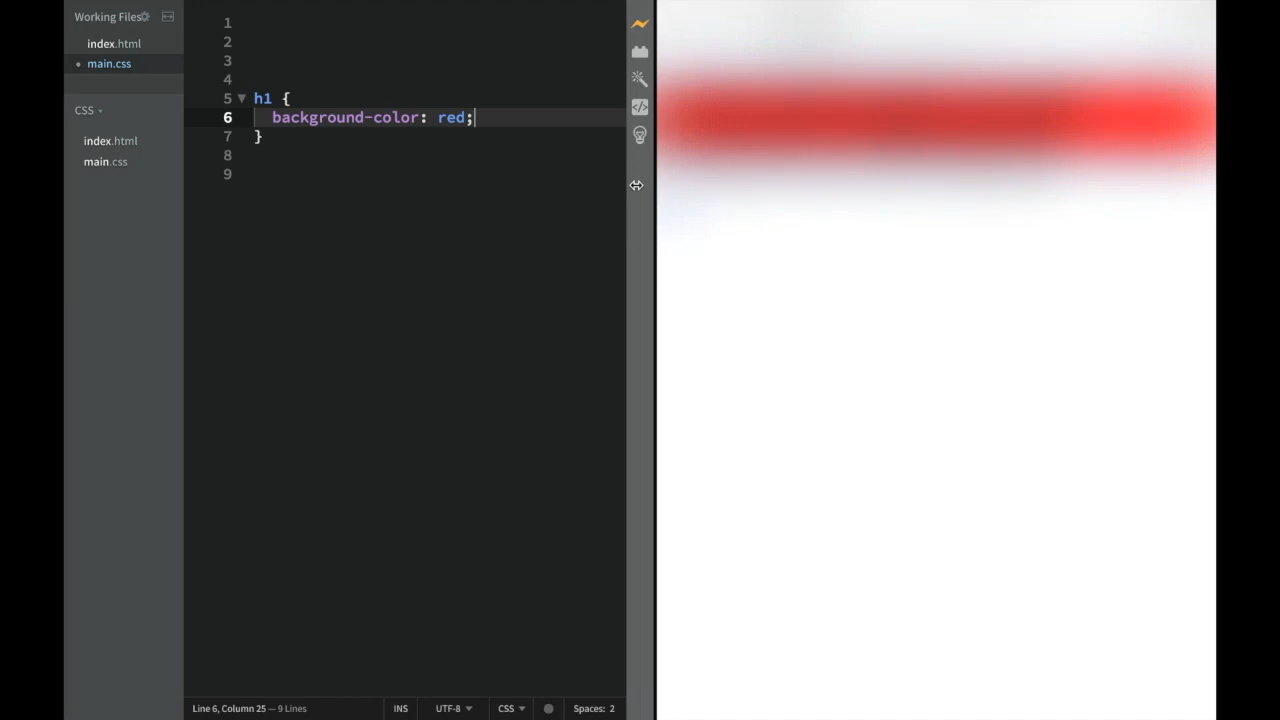 Working Files
index.html
main.css
CSS
index.html
main.css
1
2
3
4
5 h1 {
6 background-color: red;
7 }
8
9
Line 6, Column 25 — 9 Lines
INS
UTF-8
CSS
Spaces: 2